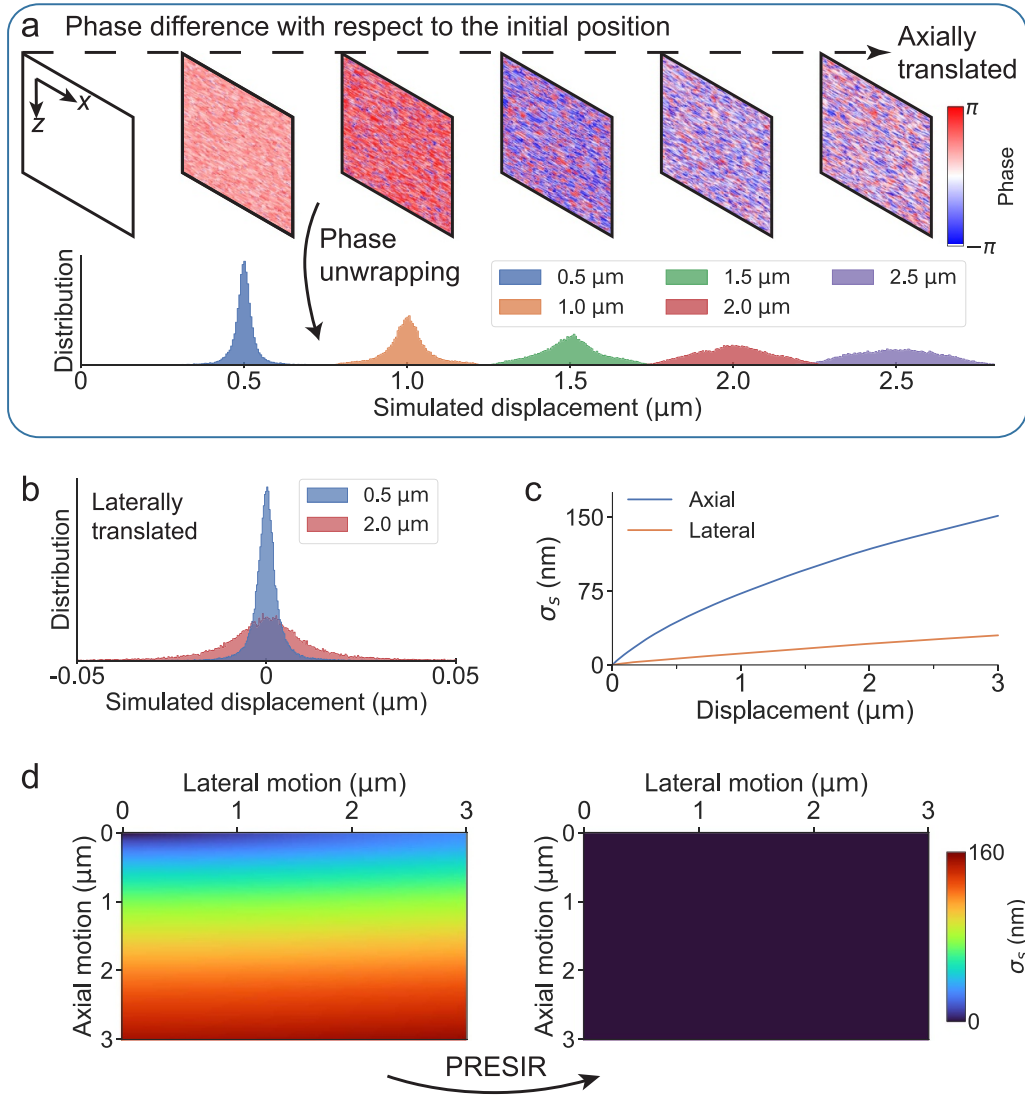 a Phase difference with respect to the initial position
Axially
translated
x
z
π
Phase
−π
Phase
unwrapping
0.5 μm
1.0 μm
1.5 μm
2.0 μm
2.5 μm
Distribution
0 0.5 1.0 1.5 2.0 2.5
Simulated displacement (μm)
b
Laterally
translated
0.5 μm
2.0 μm
Distribution
-0.05 0 0.05
Simulated displacement (μm)
c
Axial
Lateral
150
75
0
σs (nm)
0 1 2 3
Displacement (μm)
d
Lateral motion (μm)
0 1 2 3
0
1
2
3
Axial motion (μm)
Lateral motion (μm)
0 1 2 3
0
1
2
3
Axial motion (μm)
160
0
σs (nm)
PRESIR